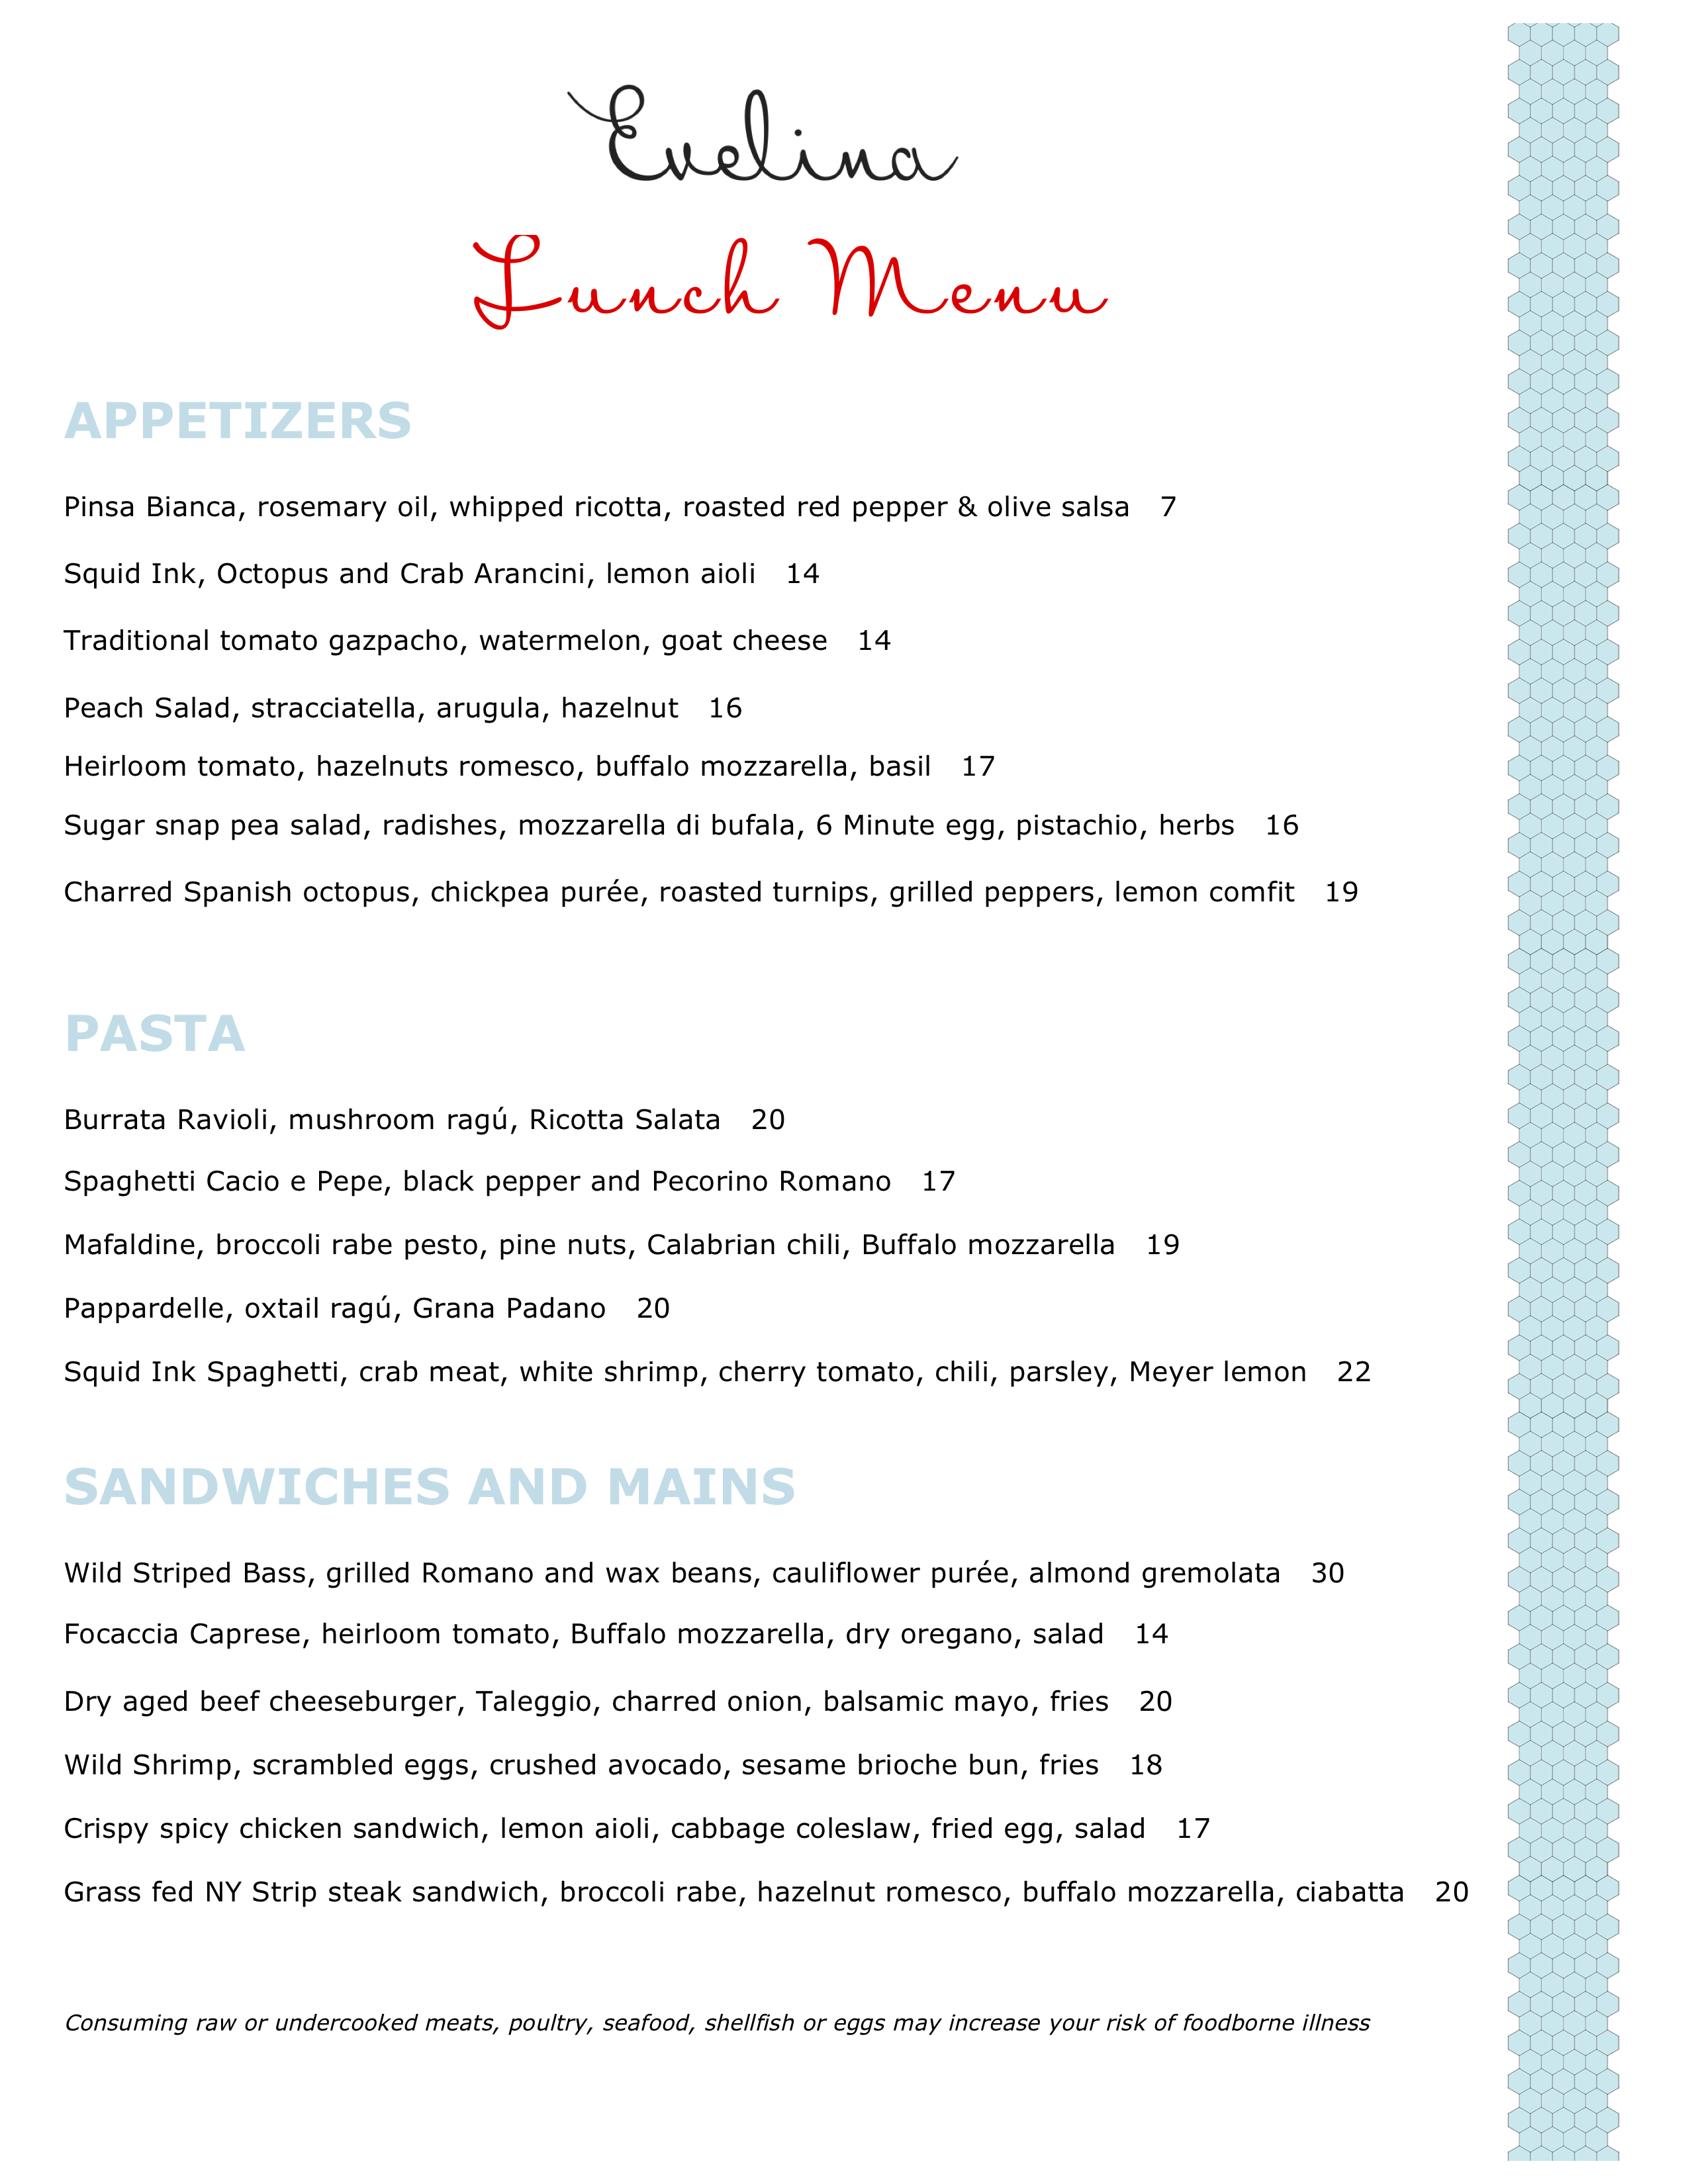 Evelina
Lunch Menu
APPETIZERS
Pinsa Bianca, rosemary oil, whipped ricotta, roasted red pepper & olive salsa 7
Squid Ink, Octopus and Crab Arancini, lemon aioli 14
Traditional tomato gazpacho, watermelon, goat cheese 14
Peach Salad, stracciatella, arugula, hazelnut 16
Heirloom tomato, hazelnuts romesco, buffalo mozzarella, basil 17
Sugar snap pea salad, radishes, mozzarella di bufala, 6 Minute egg, pistachio, herbs 16
Charred Spanish octopus, chickpea purée, roasted turnips, grilled peppers, lemon comfit 19
PASTA
Burrata Ravioli, mushroom ragú, Ricotta Salata 20
Spaghetti Cacio e Pepe, black pepper and Pecorino Romano 17
Mafaldine, broccoli rabe pesto, pine nuts, Calabrian chili, Buffalo mozzarella 19
Pappardelle, oxtail ragú, Grana Padano 20
Squid Ink Spaghetti, crab meat, white shrimp, cherry tomato, chili, parsley, Meyer lemon 22
SANDWICHES AND MAINS
Wild Striped Bass, grilled Romano and wax beans, cauliflower purée, almond gremolata 30
Focaccia Caprese, heirloom tomato, Buffalo mozzarella, dry oregano, salad 14
Dry aged beef cheeseburger, Taleggio, charred onion, balsamic mayo, fries 20
Wild Shrimp, scrambled eggs, crushed avocado, sesame brioche bun, fries 18
Crispy spicy chicken sandwich, lemon aioli, cabbage coleslaw, fried egg, salad 17
Grass fed NY Strip steak sandwich, broccoli rabe, hazelnut romesco, buffalo mozzarella, ciabatta 20
Consuming raw or undercooked meats, poultry, seafood, shellfish or eggs may increase your risk of foodborne illness